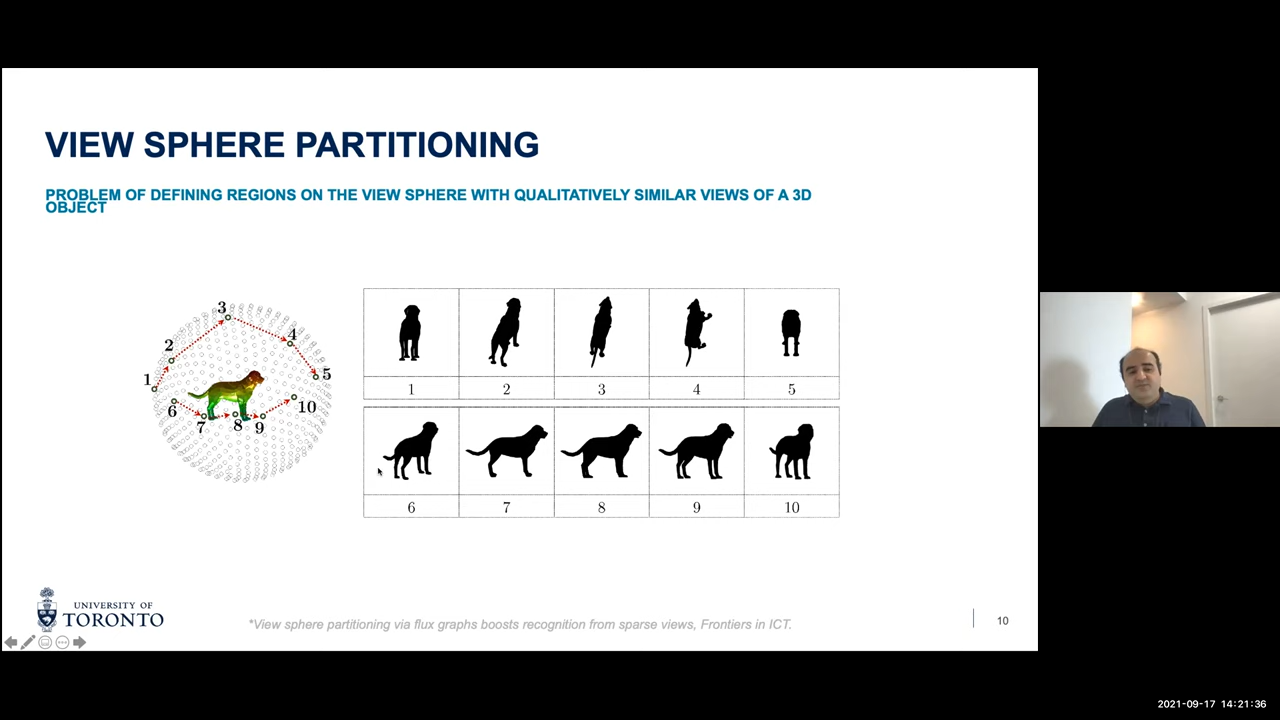 VIEW SPHERE PARTITIONING
PROBLEM OF DEFINING REGIONS ON THE VIEW SPHERE WITH QUALITATIVELY SIMILAR VIEWS OF A 3D
OBJECT
3
4
2
1
5
6
7
8
9
10
1 2 3 4 5
6 7 8 9 10
UNIVERSITY OF
TORONTO
*View sphere partitioning via flux graphs boosts recognition from sparse views, Frontiers in ICT.
10
2021-09-17 14:21:36